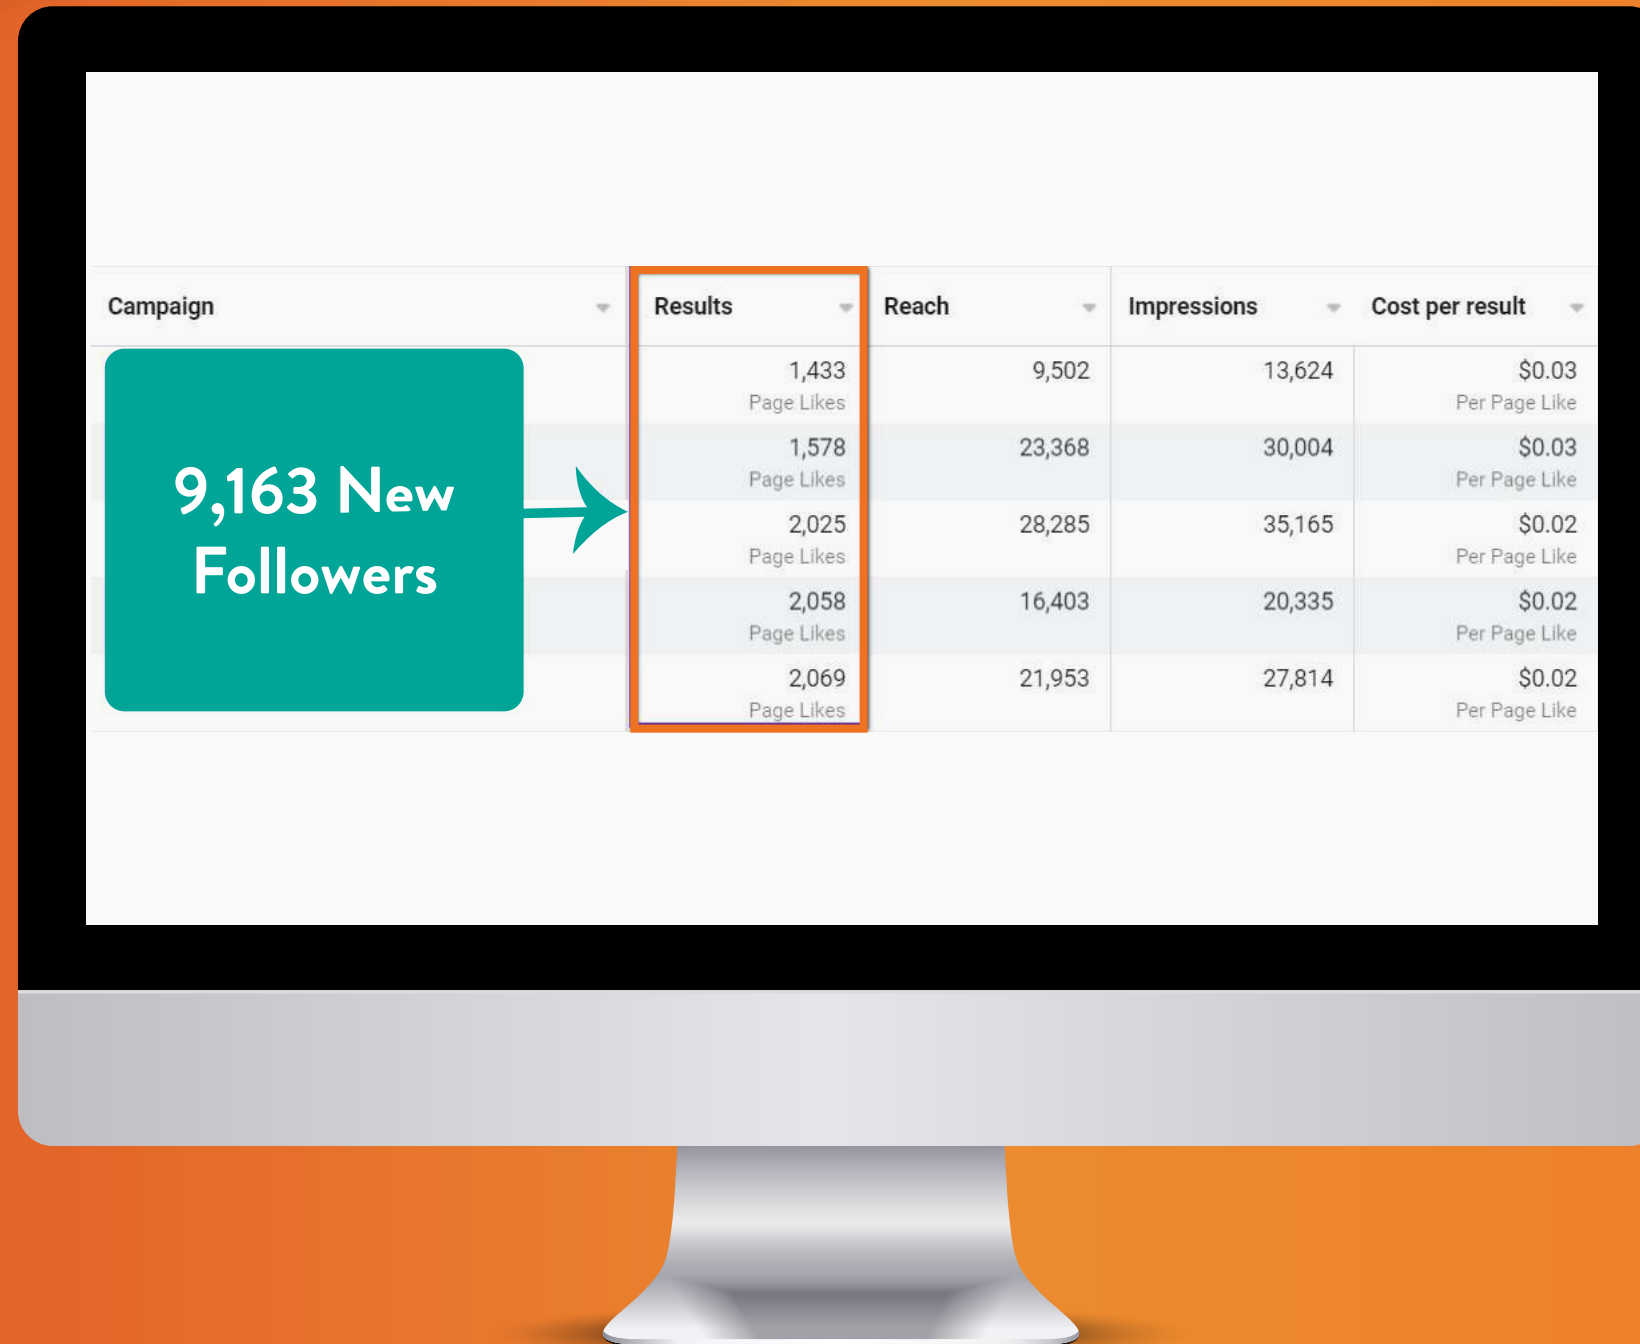 Campaign Results Reach Impressions Cost per result
1,433 9,502 13,624 $0.03
Page Likes Per Page Like
1,578 23,368 30,004 $0.03
Page Likes Per Page Like
2,025 28,285 35,165 $0.02
Page Likes Per Page Like
2,058 16,403 20,335 $0.02
Page Likes Per Page Like
2,069 21,953 27,814 $0.02
Page Likes Per Page Like
9,163 New
Followers